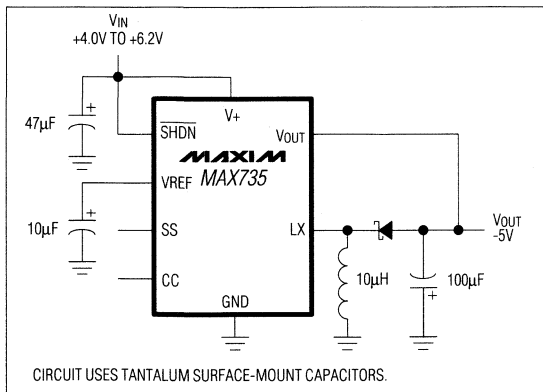 VIN
+4.0V TO +6.2V
V+
47µF
+
SHDN
VOUT
MAXIM
MAX735
VREF
+
10µF
SS
LX
VOUT
-5V
10µH
100µF
+
CC
GND
CIRCUIT USES TANTALUM SURFACE-MOUNT CAPACITORS.